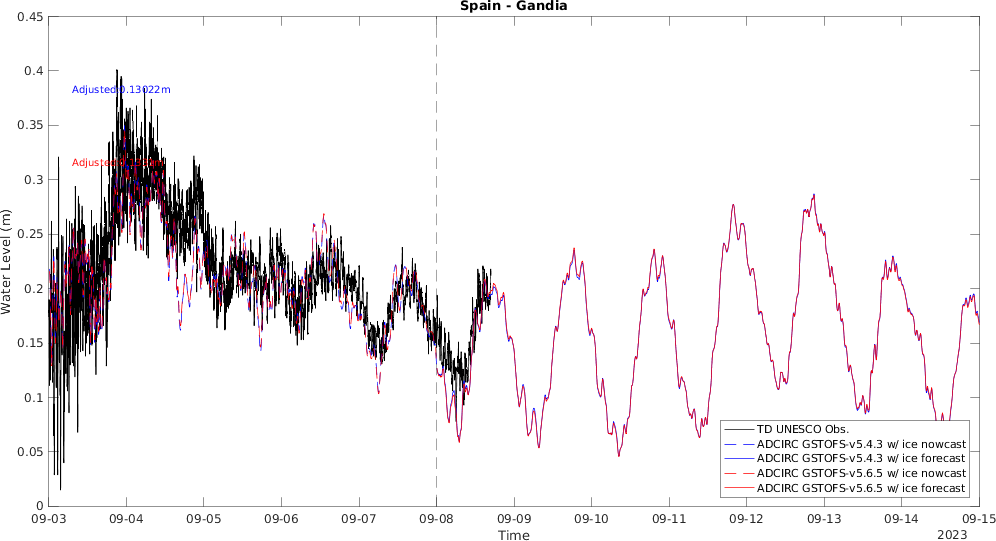 Spain - Gandia
0.45
0.4
0.35
0.3
0.25
0.2
0.15
0.1
0.05
0
Water Level (m)
Adjusted 0.13022m
Adjusted
TD UNESCO Obs.
ADCIRC GSTOFS-v5.4.3 w/ ice nowcast
ADCIRC GSTOFS-v5.4.3 w/ ice forecast
ADCIRC GSTOFS-v5.6.5 w/ ice nowcast
ADCIRC GSTOFS-v5.6.5 w/ ice forecast
09-03 09-04 09-05 09-06 09-07 09-08 09-09 09-10 09-11 09-12 09-13 09-14 09-15
Time
2023